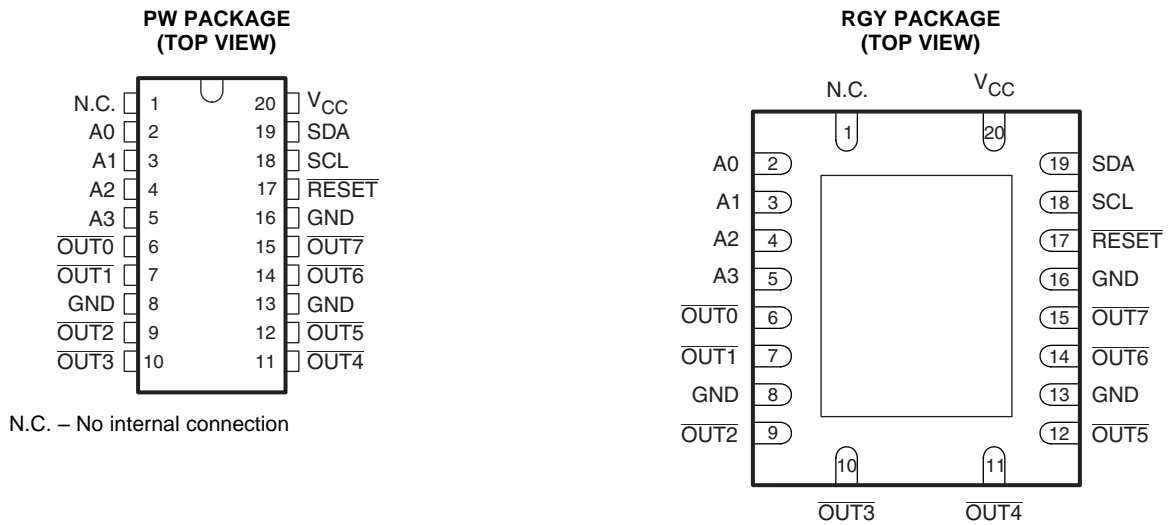 PW PACKAGE
(TOP VIEW)
N.C. 1 20 VCC
A0 2 19 SDA
A1 3 18 SCL
A2 4 17 RESET
A3 5 16 GND
OUT0 6 15 OUT7
OUT1 7 14 OUT6
GND 8 13 GND
OUT2 9 12 OUT5
OUT3 10 11 OUT4
N.C. – No internal connection
RGY PACKAGE
(TOP VIEW)
N.C. VCC
1 20
A0 2 19 SDA
A1 3 18 SCL
A2 4 17 RESET
A3 5 16 GND
OUT0 6 15 OUT7
OUT1 7 14 OUT6
GND 8 13 GND
OUT2 9 12 OUT5
10 11
OUT3 OUT4